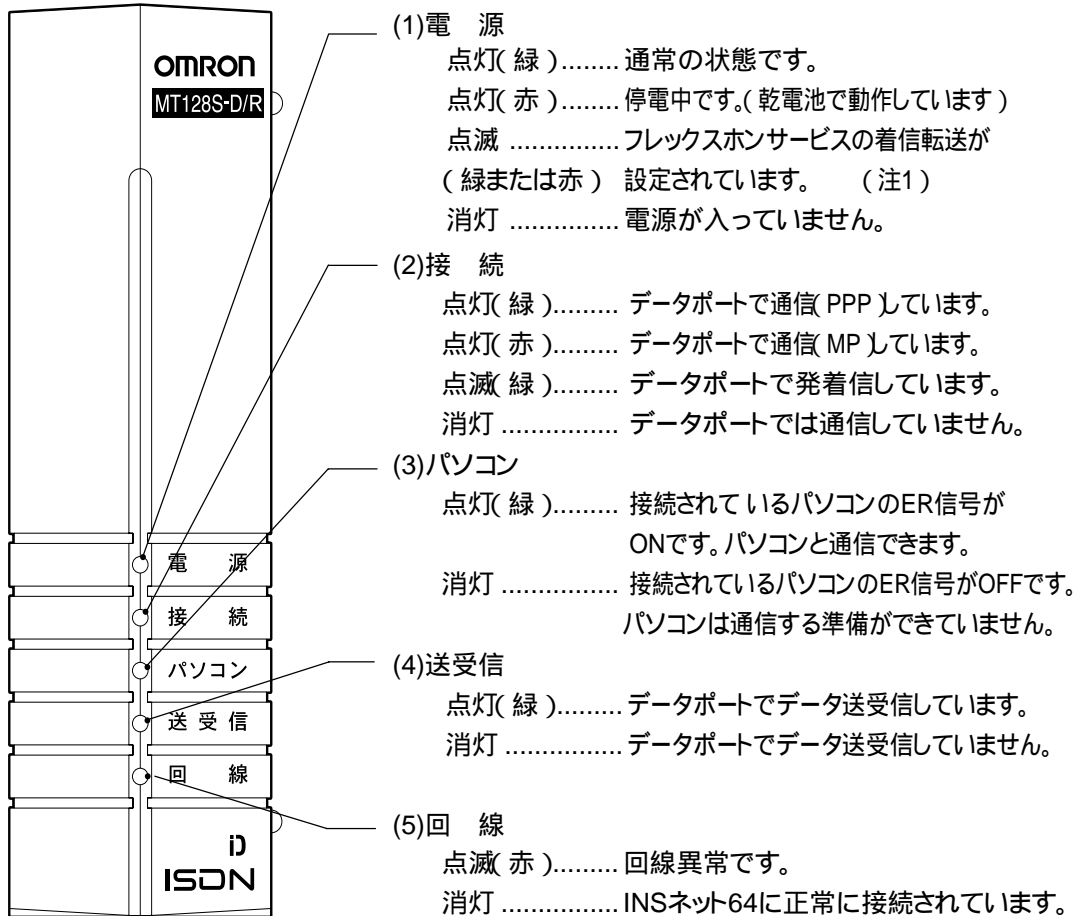 OMRON
MT128S-D/R
電 源
接 続
パソコン
送 受 信
回 線
iD
ISDN
(1)電 源
点灯( 緑 )........ 通常の状態です。
点灯( 赤 )........ 停電中です。( 乾電池で動作しています )
点滅 ............... フレックスホンサービスの着信転送が
( 緑または赤 ) 設定されています。 ( 注1 )
消灯 ............... 電源が入っていません。
(2)接 続
点灯( 緑 )......... データポートで通信( PPP )しています。
点灯( 赤 )......... データポートで通信( MP )しています。
点滅( 緑 )......... データポートで発着信しています。
消灯 ................ データポートでは通信していません。
(3)パソコン
点灯( 緑 )......... 接続されているパソコンのER信号が
ONです。パソコンと通信できます。
消灯 ................ 接続されているパソコンのER信号がOFFです。
パソコンは通信する準備ができていません。
(4)送受信
点灯( 緑 )......... データポートでデータ送受信しています。
消灯 ................ データポートでデータ送受信していません。
(5)回 線
点滅( 赤 )......... 回線異常です。
消灯 ................ INSネット64に正常に接続されています。